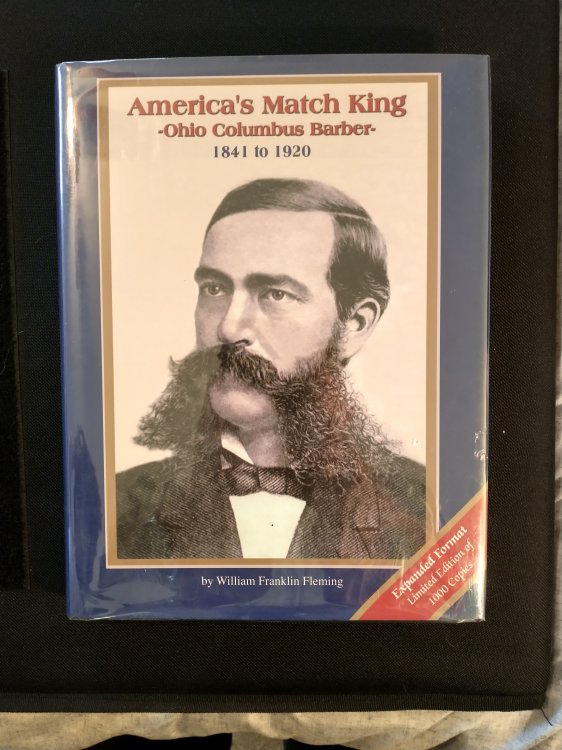 America's Match King
-Ohio Columbus Barber-
1841 to 1920
by William Franklin Fleming
Expanded Format
Limited Edition of
1000 Copies